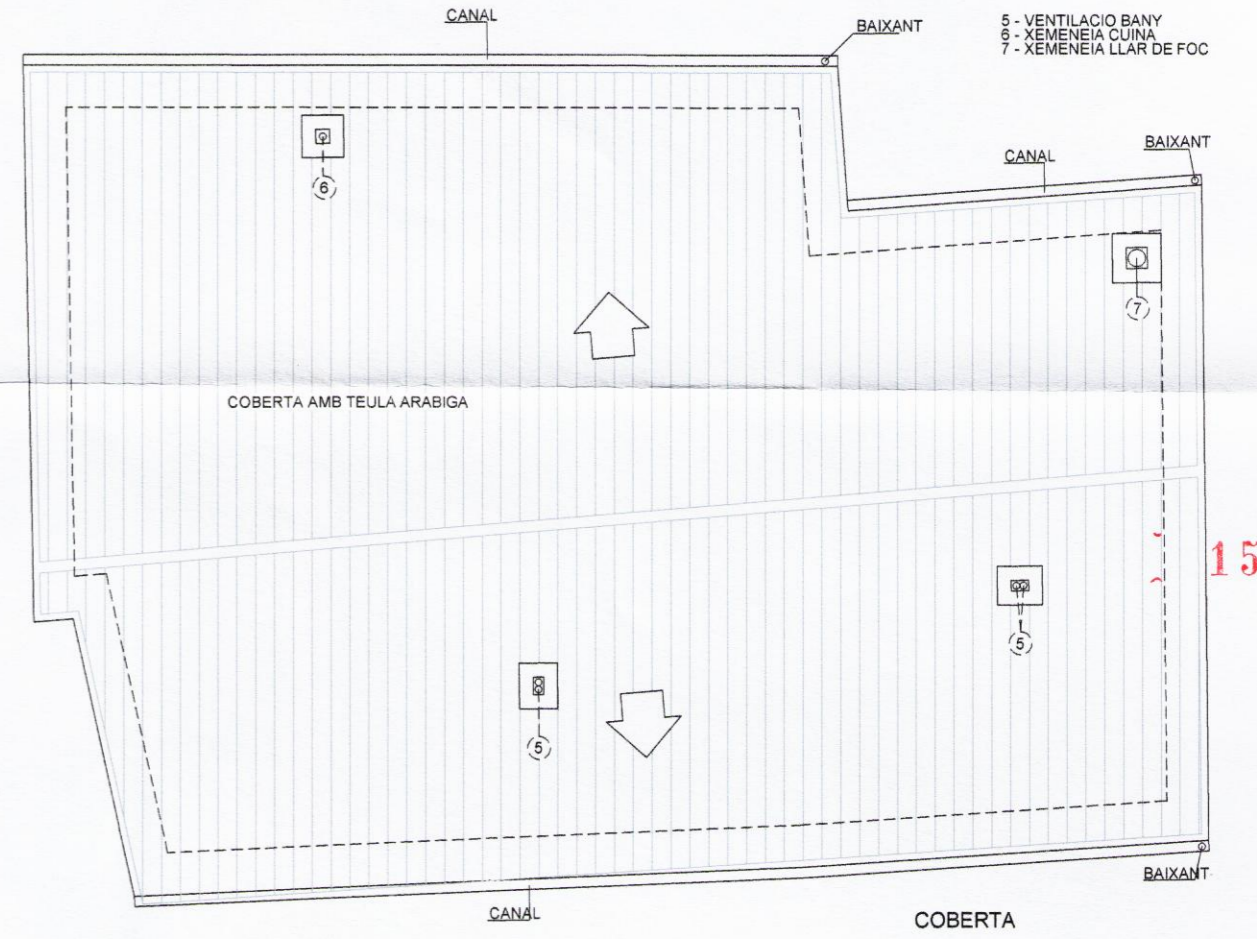 CANAL
BAIXANT
5 - VENTILACIO BANY
6 - XEMENEIA CUINA
7 - XEMENEIA LLAR DE FOC
BAIXANT
CANAL
6
7
COBERTA AMB TEULA ARABIGA
15
5
5
BAIXANT
CANAL
COBERTA